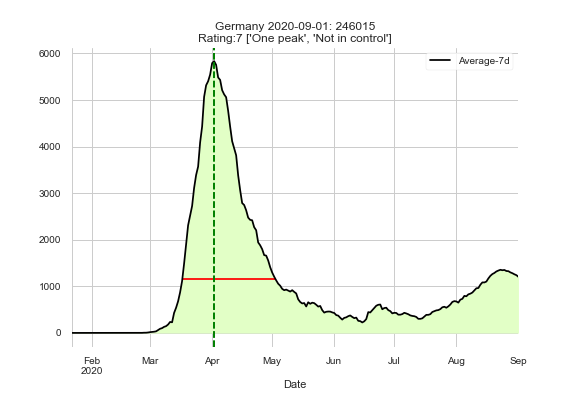 Germany 2020-09-01: 246015
Rating:7 ['One peak', 'Not in control']
Average-7d
6000
5000
4000
3000
2000
1000
0
Feb Mar Apr May Jun Jul Aug Sep
2020
Date